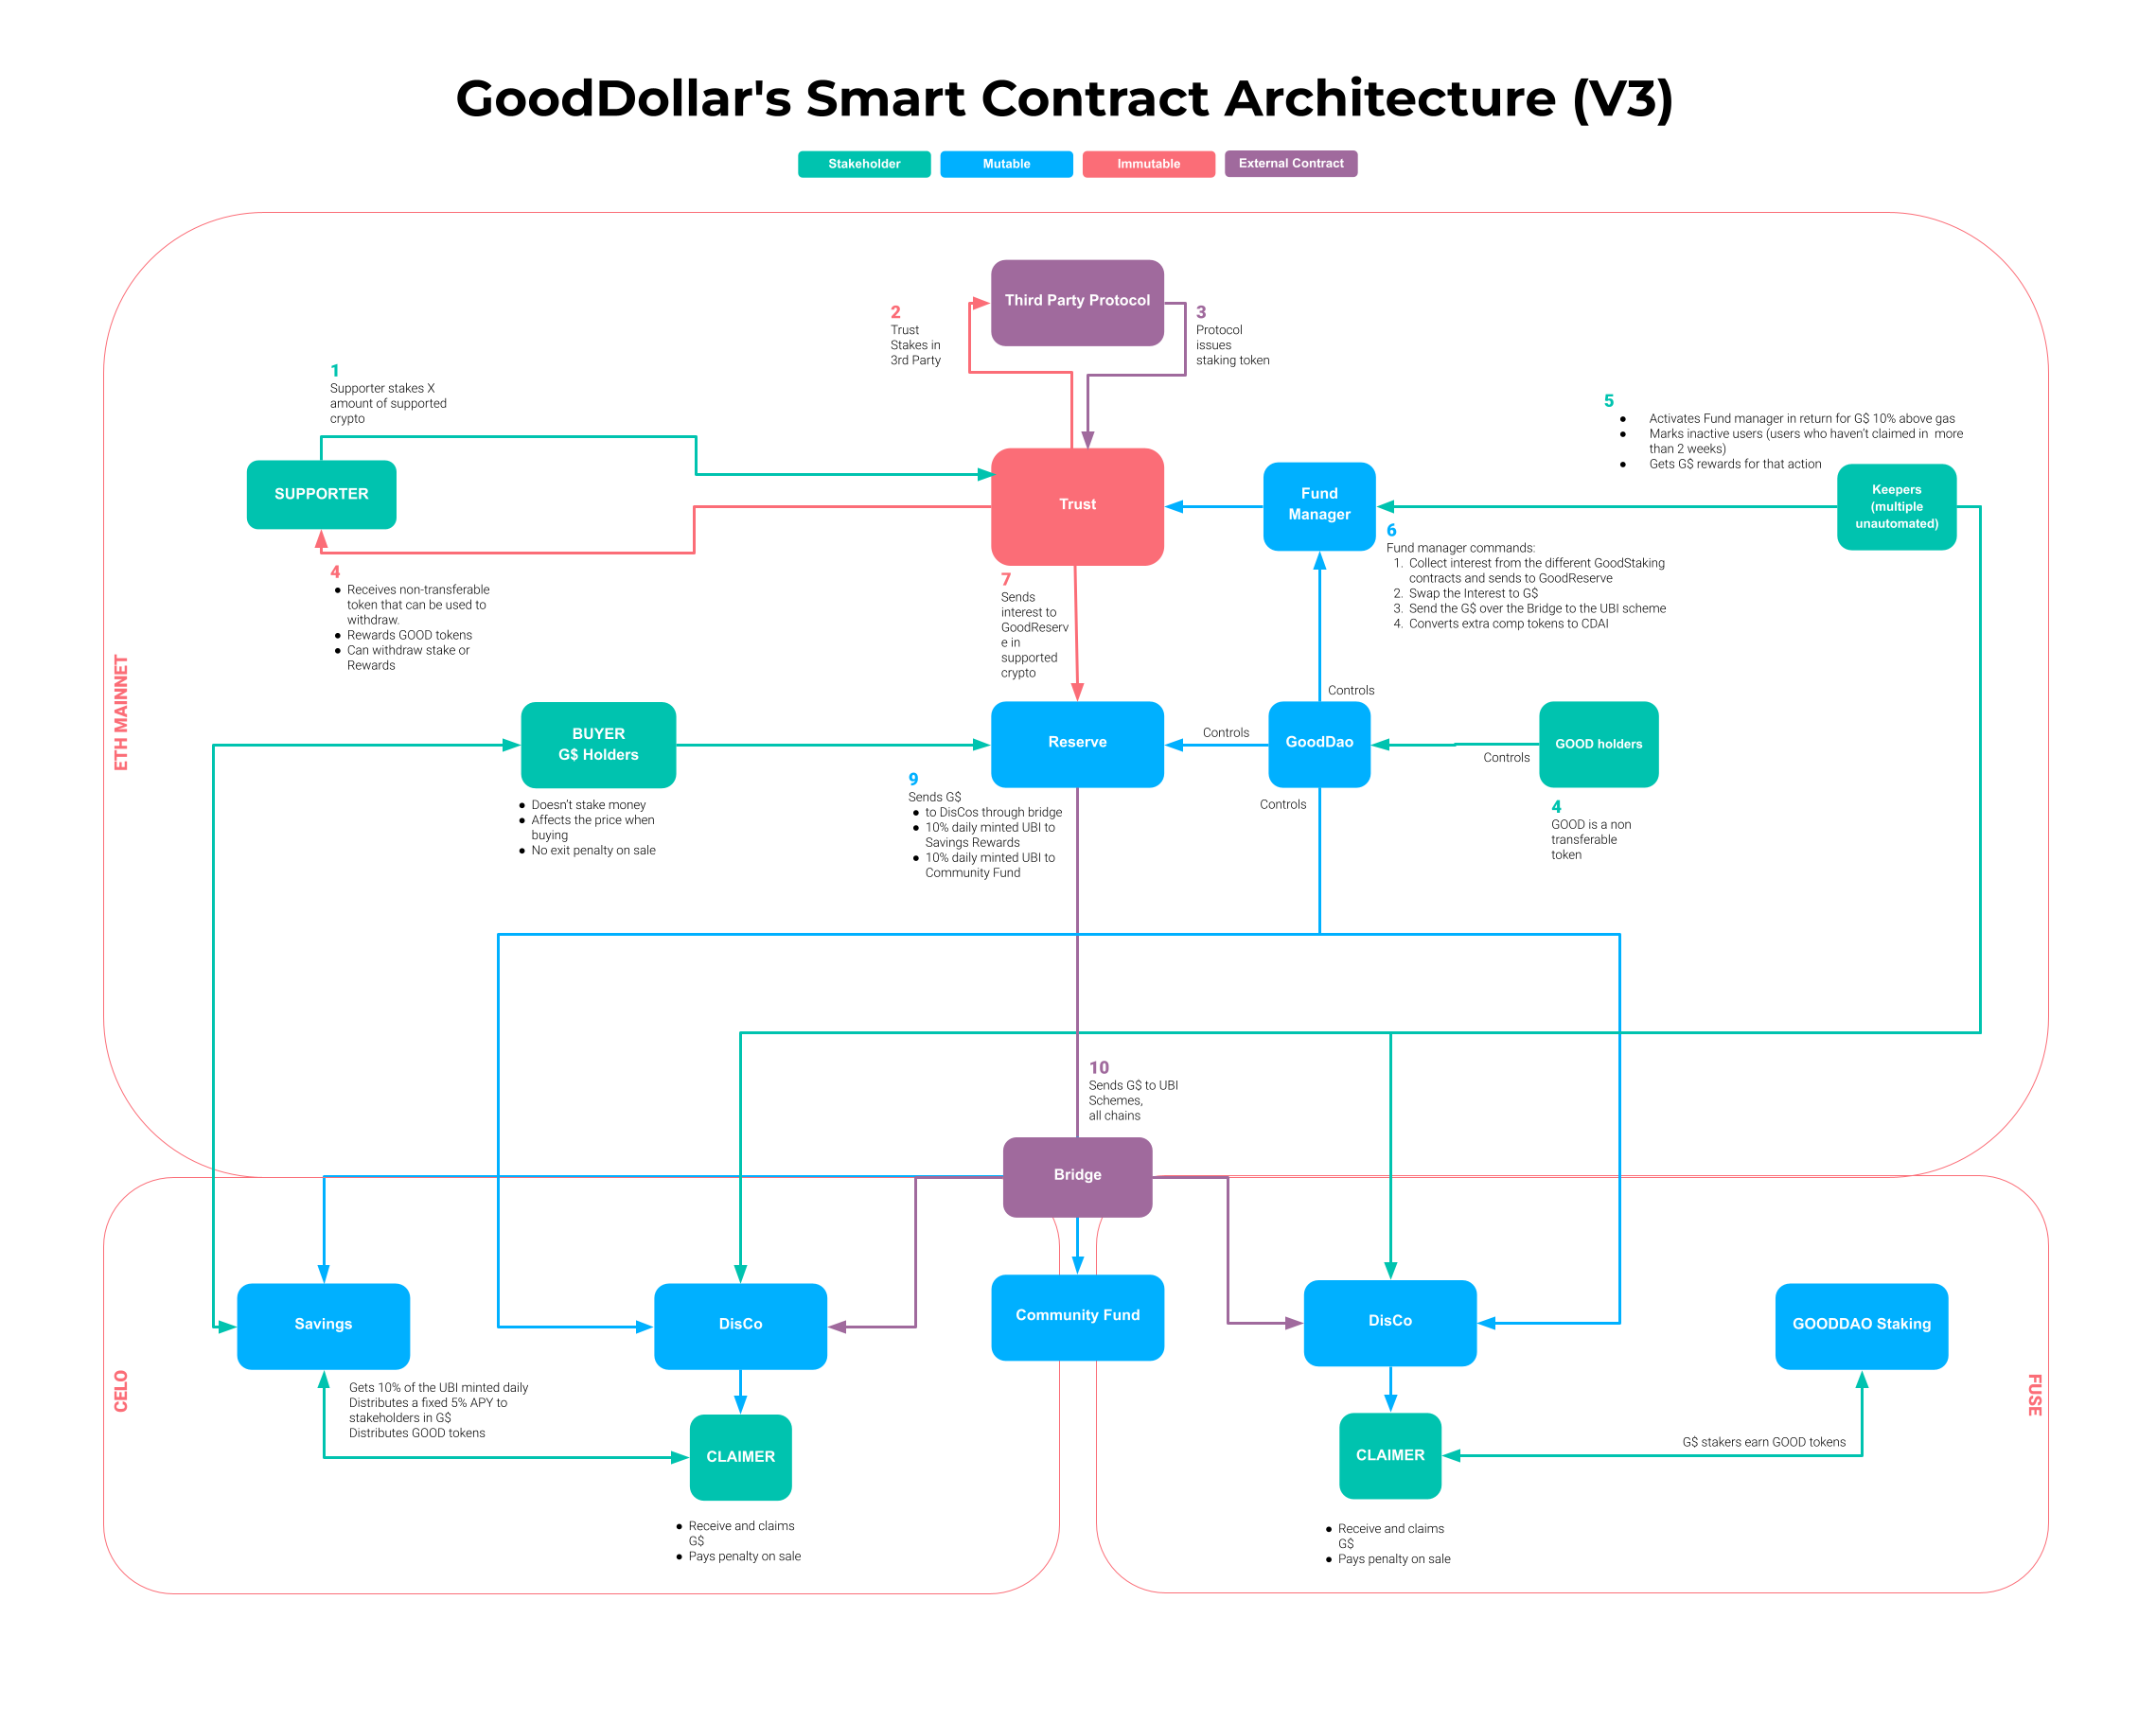 GoodDollar's Smart Contract Architecture (V3)
Stakeholder
Mutable
Immutable
External Contract
Third Party Protocol
2
Trust
Stakes in
3rd Party
3
Protocol
issues
staking token
1
Supporter stakes X
amount of supported
crypto
5
● Activates Fund manager in return for G$ 10% above gas
● Marks inactive users (users who haven't claimed in more
than 2 weeks)
● Gets G$ rewards for that action
SUPPORTER
Trust
Fund
Manager
Keepers
(multiple
unautomated)
6
Fund manager commands:
1. Collect interest from the different GoodStaking
contracts and sends to GoodReserve
2. Swap the Interest to G$
3. Send the G$ over the Bridge to the UBI scheme
4. Converts extra comp tokens to CDAI
4
● Receives non-transferable
token that can be used to
withdraw.
● Rewards GOOD tokens
● Can withdraw stake or
Rewards
7
Sends
interest to
GoodReserv
e in
supported
crypto
ETH MAINNET
Controls
BUYER
G$ Holders
Reserve
Controls
GoodDao
Controls
GOOD holders
● Doesn't stake money
● Affects the price when
buying
● No exit penalty on sale
9
Sends G$
● to DisCos through bridge
● 10% daily minted UBI to
Savings Rewards
● 10% daily minted UBI to
Community Fund
Controls
4
GOOD is a non
transferable
token
10
Sends G$ to UBI
Schemes,
all chains
Bridge
Savings
DisCo
Community Fund
DisCo
GOODDAO Staking
CELO
FUSE
Gets 10% of the UBI minted daily
Distributes a fixed 5% APY to
stakeholders in G$
Distributes GOOD tokens
CLAIMER
CLAIMER
G$ stakers earn GOOD tokens
● Receive and claims
G$
● Pays penalty on sale
● Receive and claims
G$
● Pays penalty on sale